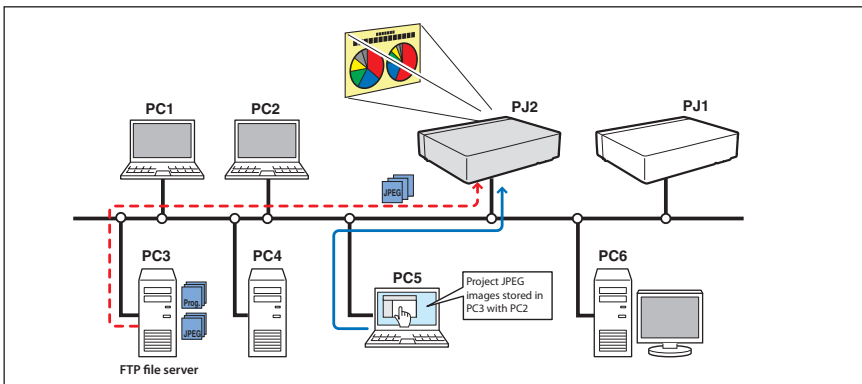 PC1
PC2
PJ2
PJ1
JPEG
PC3
PC4
PC5
PC6
Prog.
JPEG
Project JPEG
images stored in
PC3 with PC2
FTP file server